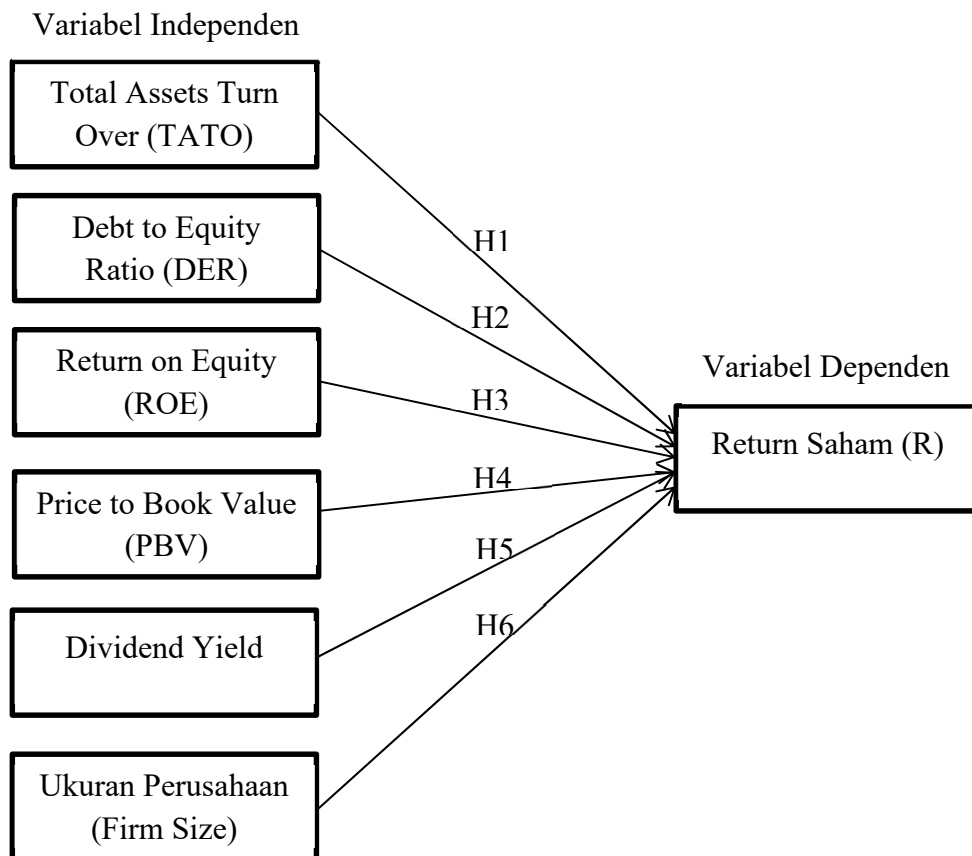 Variabel Independen
Total Assets Turn
Over (TATO)
Debt to Equity
Ratio (DER)
Return on Equity
(ROE)
Price to Book Value
(PBV)
Dividend Yield
Ukuran Perusahaan
(Firm Size)
H1
H2
H3
H4
H5
H6
Variabel Dependen
Return Saham (R)